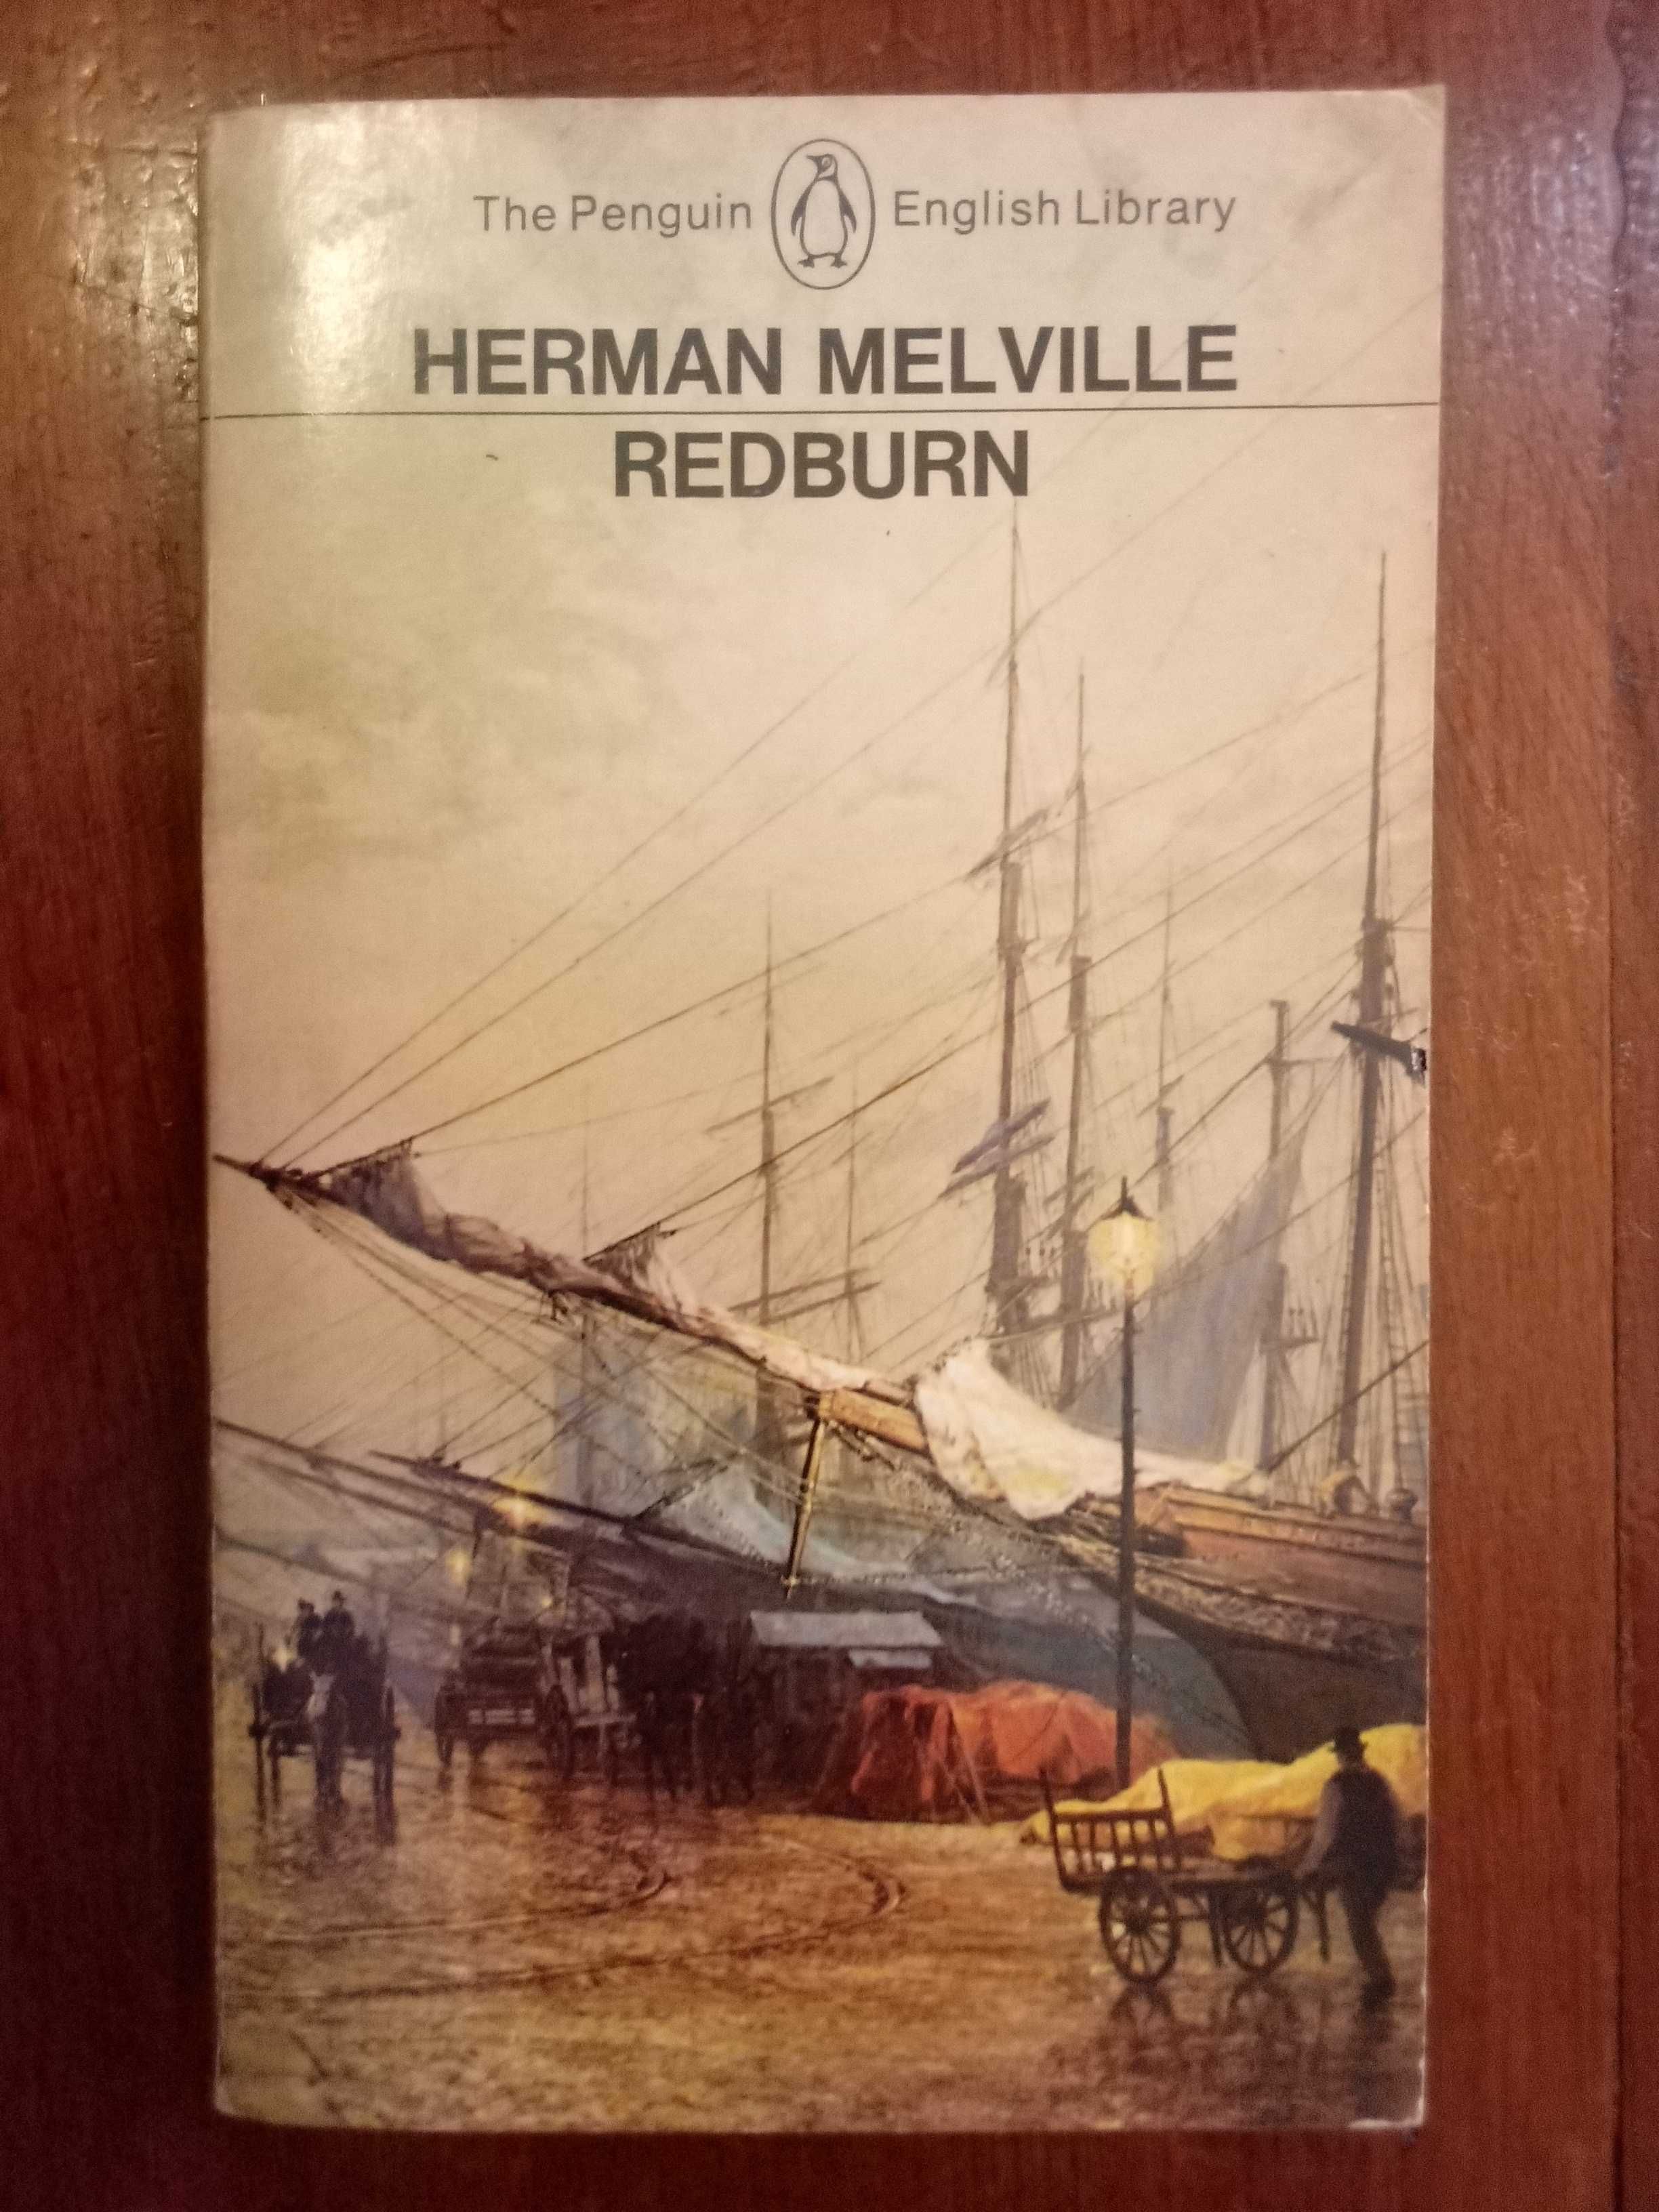 The Penguin English Library
HERMAN MELVILLE
REDBURN